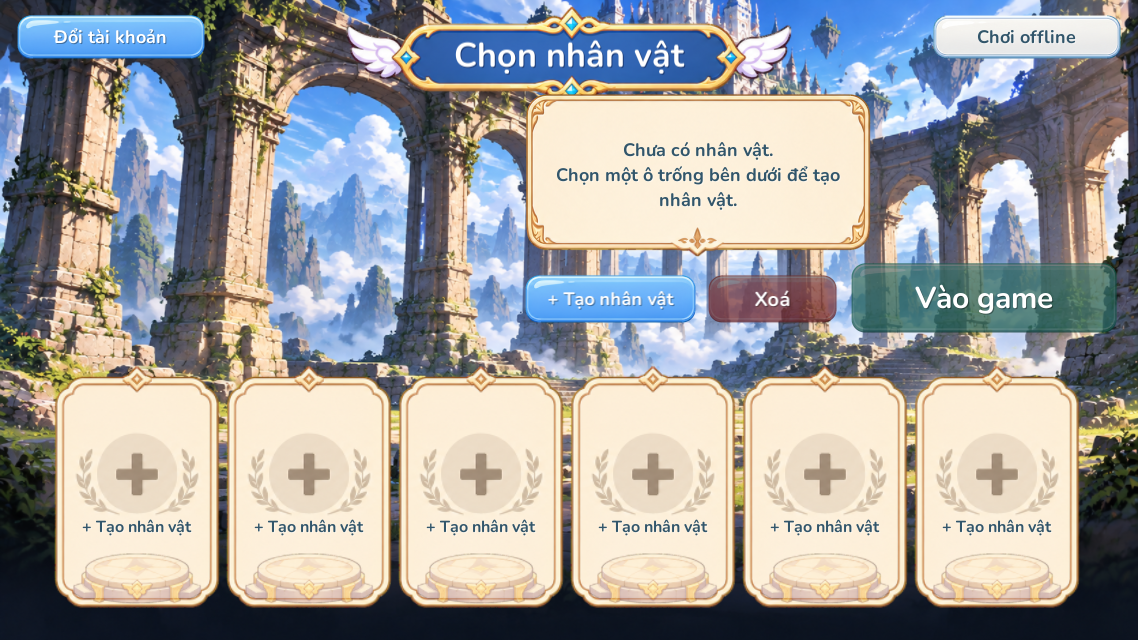 Đổi tài khoản
Chọn nhân vật
Chơi offline
Chưa có nhân vật.
Chọn một ô trống bên dưới để tạo
nhân vật.
+ Tạo nhân vật
Xoá
Vào game
+ Tạo nhân vật
+ Tạo nhân vật
+ Tạo nhân vật
+ Tạo nhân vật
+ Tạo nhân vật
+ Tạo nhân vật